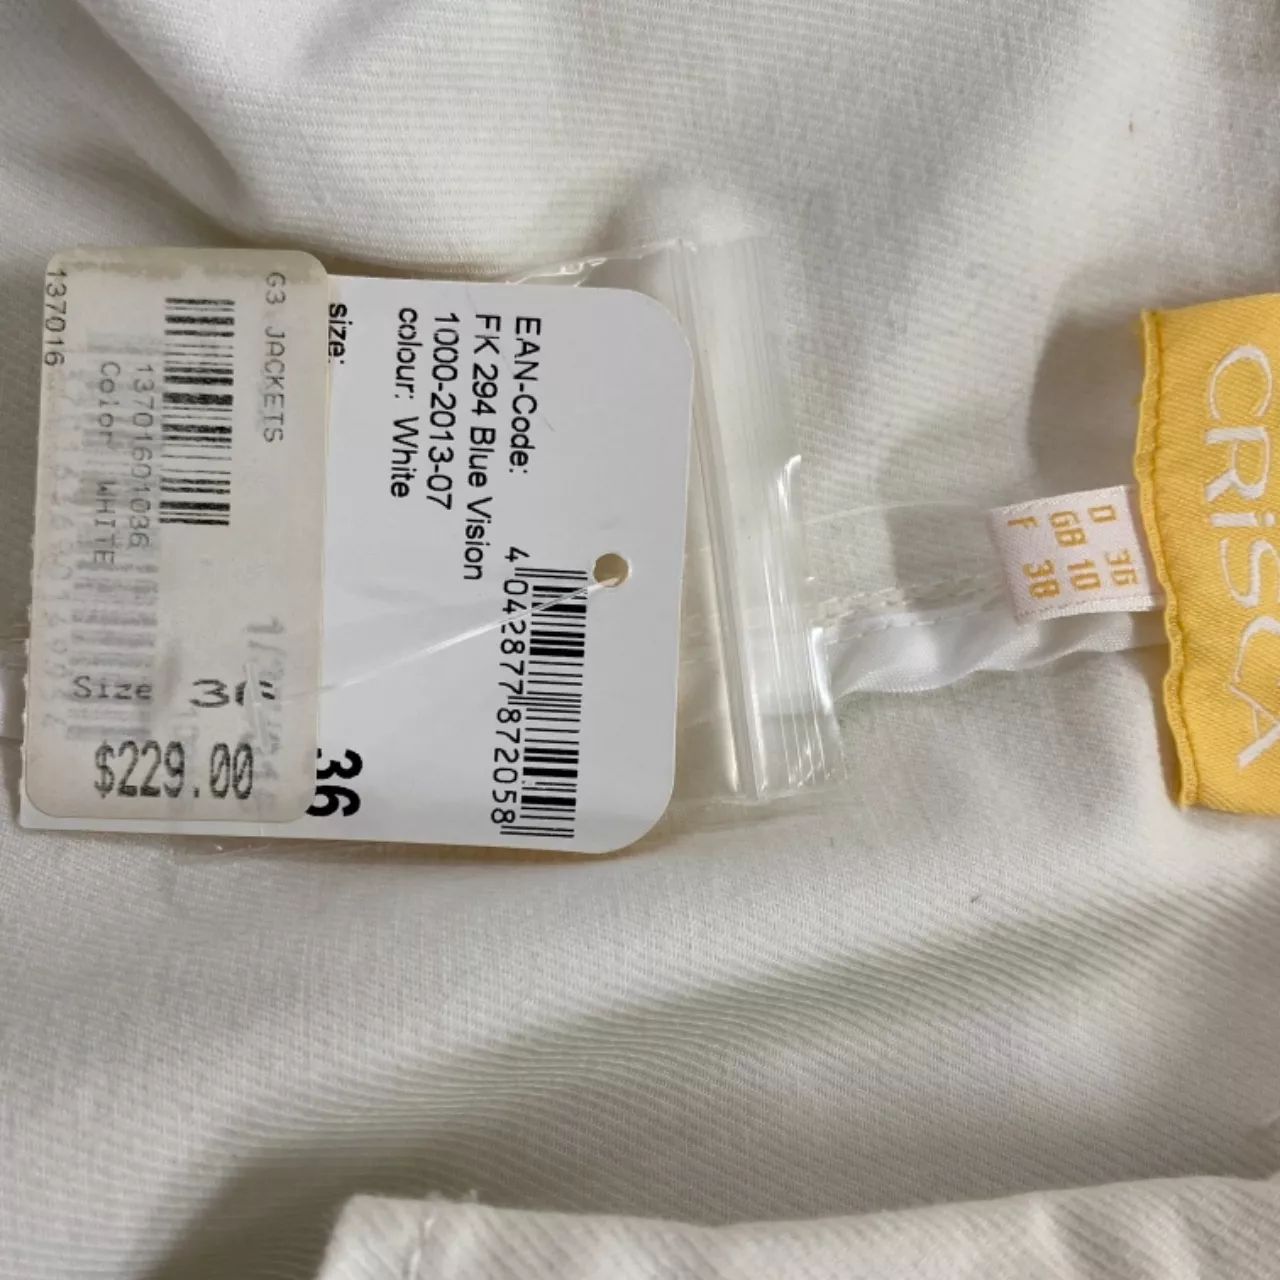 G3 JACKETS
13701601036
Color WHITE
137016
Size
$229.00
EAN-Code:
4 042877 872058
FK 294 Blue Vision
1000-2013-07
colour: White
size:
36
D 36
GB 10
F 38
CRiSCA